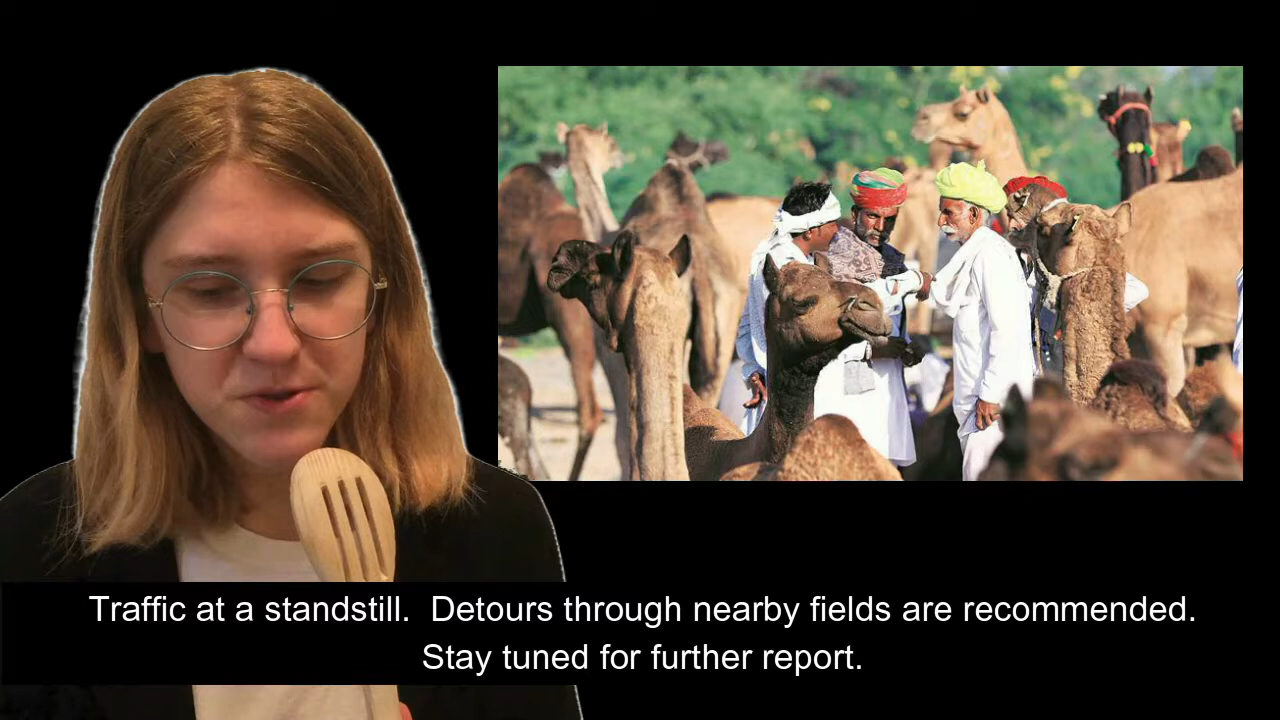 Traffic at a standstill.  Detours through nearby fields are recommended.
Stay tuned for further report.